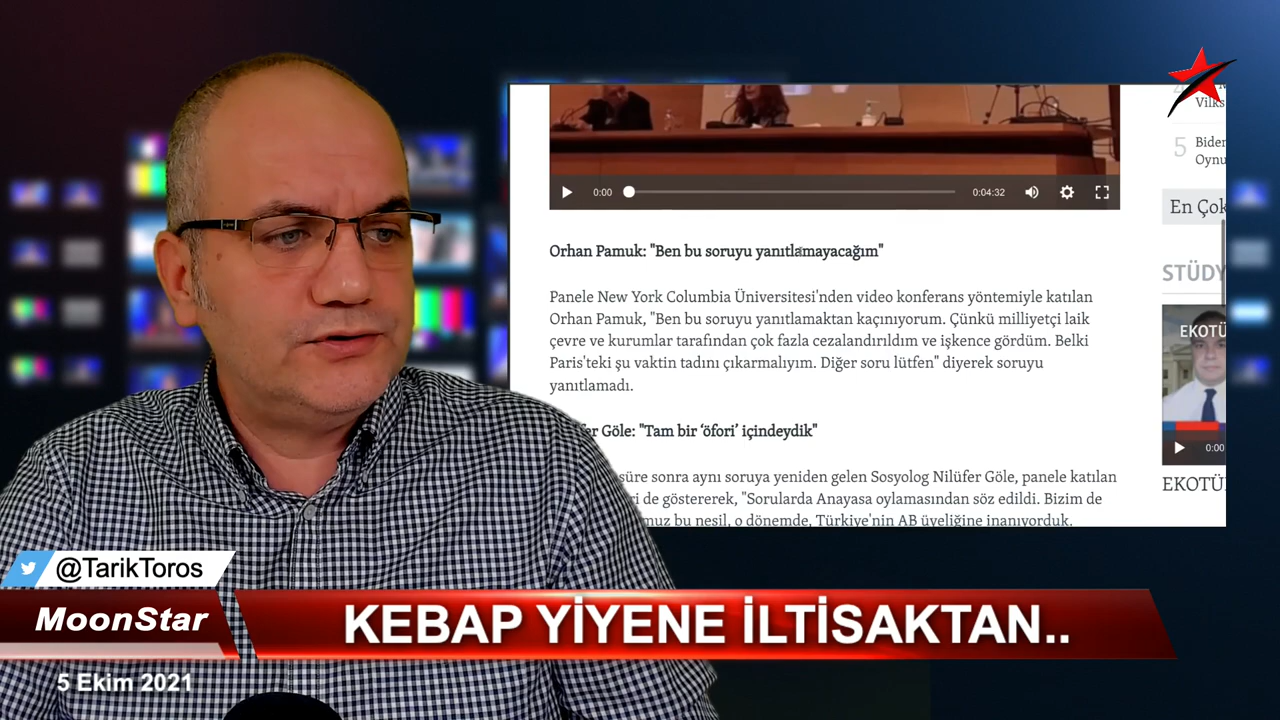 0:00
0:04:32
Orhan Pamuk: "Ben bu soruyu yanıtlamayacağım"
Panele New York Columbia Üniversitesi'nden video konferans yöntemiyle katılan
Orhan Pamuk, "Ben bu soruyu yanıtlamaktan kaçınıyorum. Çünkü milliyetçi laik
çevre ve kurumlar tarafından çok fazla cezalandırıldım ve işkence gördüm. Belki
Paris'teki şu vaktin tadını çıkarmalıyım. Diğer soru lütfen" diyerek soruyu
yanıtlamadı.
Göle: "Tam bir 'öfori' içindeydik"
süre sonra aynı soruya yeniden gelen Sosyolog Nilüfer Göle, panele katılan
de göstererek, "Sorularda Anayasa oylamasından söz edildi. Bizim de
bu nesil, o dönemde, Türkiye'nin AB üyeliğine inanıyorduk.
Vilks
5 Biden
Oynu
En Çok
STÜDY
EKOTÜ
0:00
EKOTÜ
@TarikToros
MoonStar
KEBAP YİYENE İLTİSAKTAN..
5 Ekim 2021